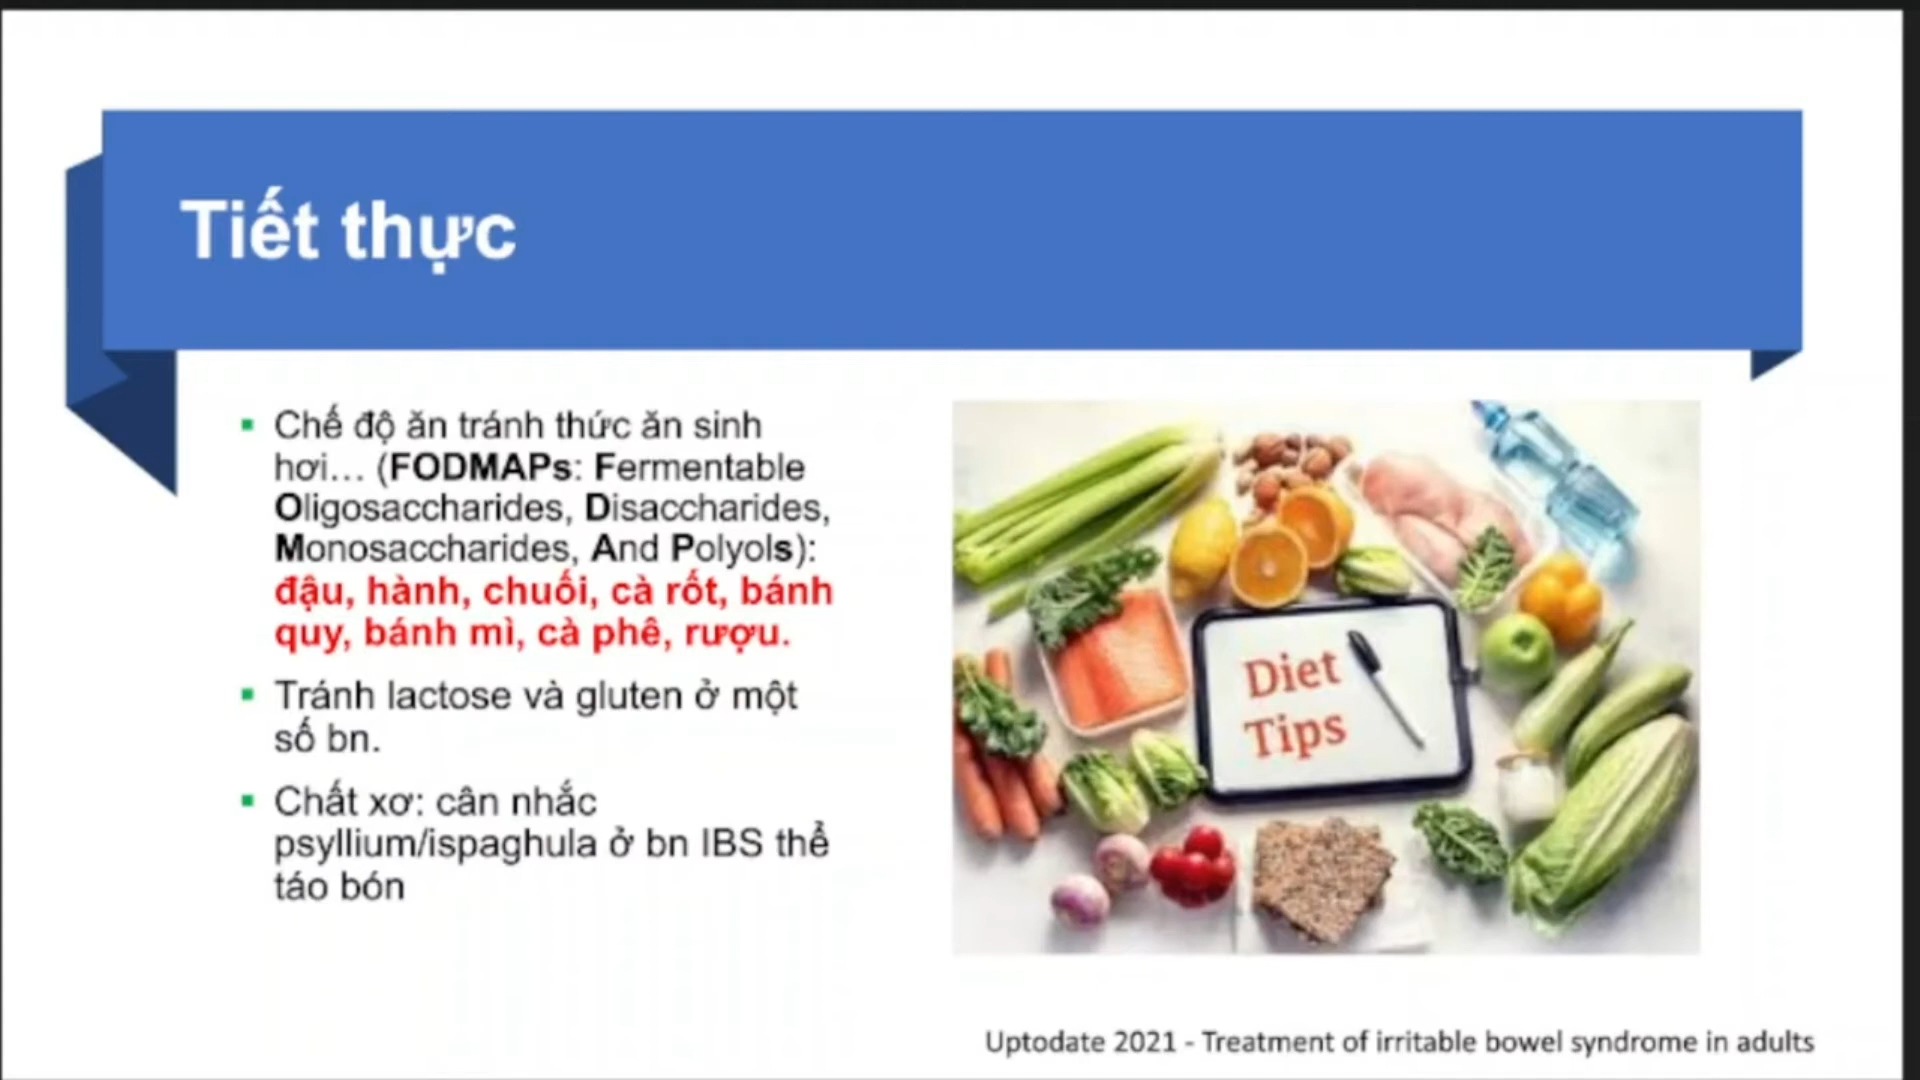 Tiết thực
Chế độ ăn tránh thức ăn sinh
hơi... (FODMAPs: Fermentable
Oligosaccharides, Disaccharides,
Monosaccharides, And Polyols):
đậu, hành, chuối, cà rốt, bánh
quy, bánh mì, cà phê, rượu.
Tránh lactose và gluten ở một
số bn.
Chất xơ: cân nhắc
psyllium/ispaghula ở bn IBS thể
táo bón
Diet
Tips
Uptodate 2021 - Treatment of irritable bowel syndrome in adults